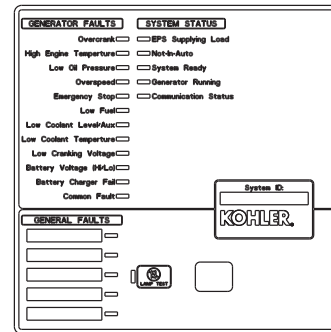 GENERATOR FAULTS
Overcrank
High Engine Temperture
Low Oil Pressure
Overspeed
Emergency Stop
Low Fuel
Low Coolant Level/Aux
Low Coolant Temperture
Low Cranking Voltage
Battery Voltage (Hi/Lo)
Battery Charger Fail
Common Fault
SYSTEM STATUS
EPS Supplying Load
Not-In-Auto
System Ready
Generator Running
Communication Status
System ID:
KOHLER.
GENERAL FAULTS
LAMP TEST